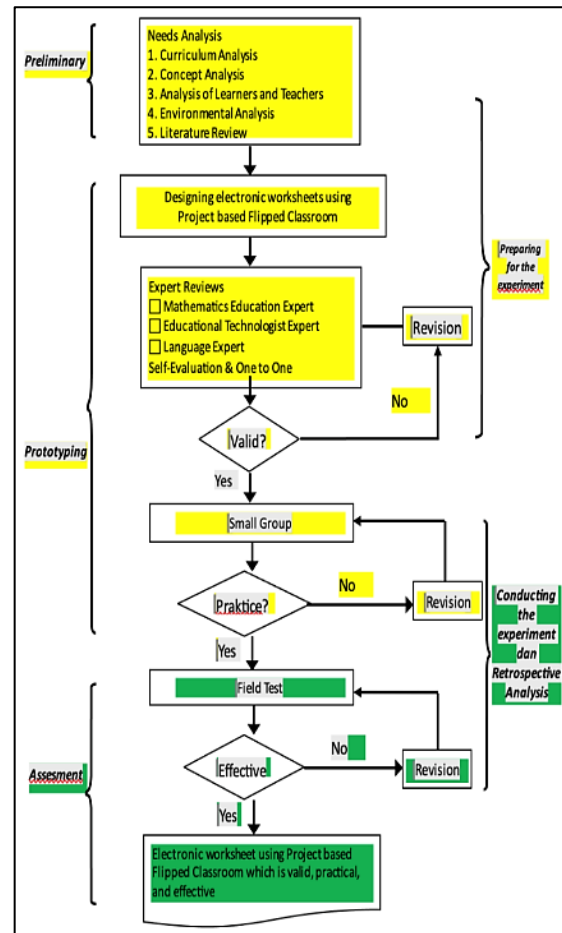 Preliminary
Needs Analysis
1. Curriculum Analysis
2. Concept Analysis
3. Analysis of Learners and Teachers
4. Environmental Analysis
5. Literature Review
Designing electronic worksheets using
Project based Flipped Classroom
Preparing
for the
experiment
Expert Reviews
☐ Mathematics Education Expert
☐ Educational Technologist Expert
☐ Language Expert
Self-Evaluation & One to One
Revision
No
Valid?
Prototyping
Yes
Small Group
Praktice?
No
Revision
Conducting
the
experiment
dan
Retrospective
Analysis
Yes
Field Test
No
Effective
Revision
Assesment
Yes
Electronic worksheet using Project based
Flipped Classroom which is valid, practical,
and effective